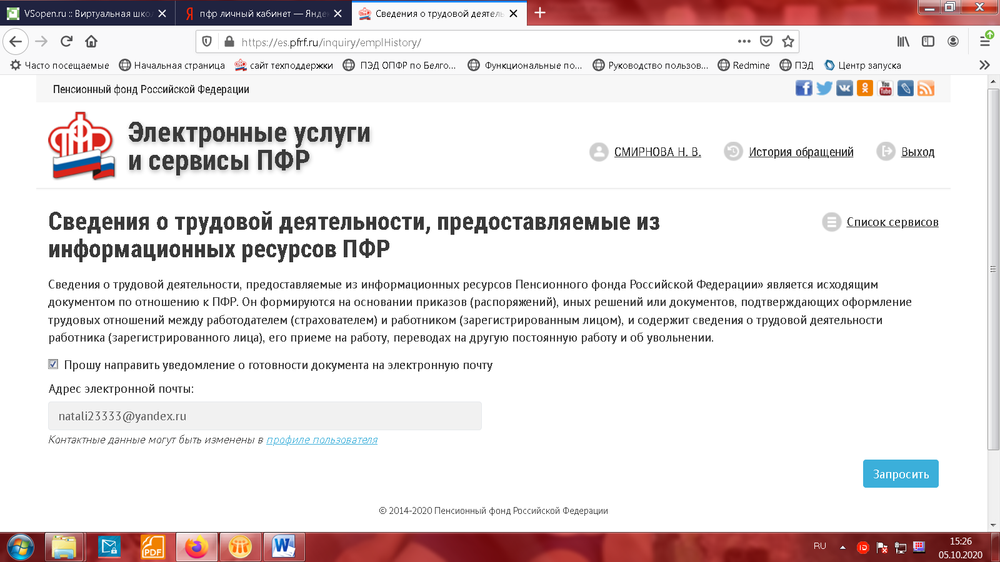 VSopen.ru :: Виртуальная шко
пфр личный кабинет — Яндек
Сведения о трудовой деятель
https://es.pfrf.ru/inquiry/emplHistory/
Часто посещаемые
Начальная страница
сайт техподдержки
ПЭД ОПФР по Белго...
Функциональные по...
Руководство пользов...
Redmine
ПЭД
Центр запуска
Пенсионный фонд Российской Федерации
You Tube
ПФР
Электронные услуги
и сервисы ПФР
СМИРНОВА Н. В.
История обращений
Выход
Сведения о трудовой деятельности, предоставляемые из
информационных ресурсов ПФР
Список сервисов
Сведения о трудовой деятельности, предоставляемые из информационных ресурсов Пенсионного фонда Российской Федерации» является исходящим
документом по отношению к ПФР. Он формируются на основании приказов (распоряжений), иных решений или документов, подтверждающих оформление
трудовых отношений между работодателем (страхователем) и работником (зарегистрированным лицом), и содержит сведения о трудовой деятельности
работника (зарегистрированного лица), его приеме на работу, переводах на другую постоянную работу и об увольнении.
Прошу направить уведомление о готовности документа на электронную почту
Адрес электронной почты:
natali23333@yandex.ru
Контактные данные могут быть изменены в профиле пользователя
Запросить
© 2014-2020 Пенсионный фонд Российской Федерации
PDF
W
RU
iD
15:26
05.10.2020